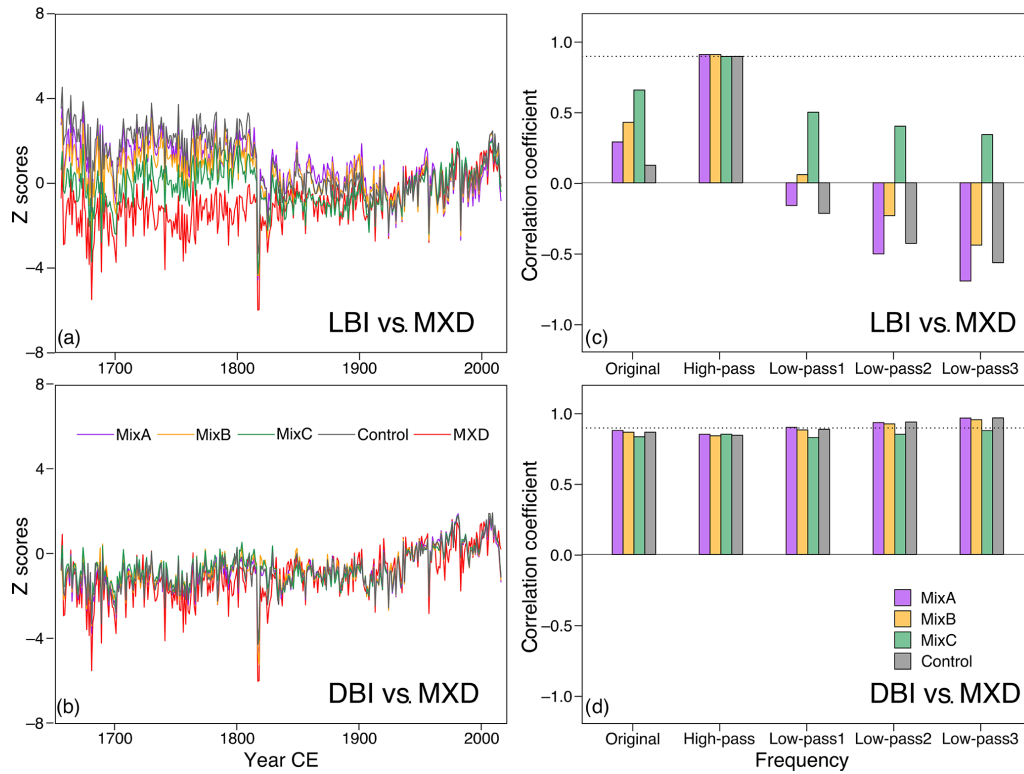 8
4
0
−4
−8
Z scores
(a)
LBI vs. MXD
1700
1800
1900
2000
1.0
0.5
0.0
−0.5
−1.0
Correlation coefficient
(c)
LBI vs. MXD
Original
High-pass
Low-pass1
Low-pass2
Low-pass3
8
4
0
−4
−8
Z scores
MixA
MixB
MixC
Control
MXD
(b)
DBI vs. MXD
1700
1800
1900
2000
Year CE
1.0
0.5
0.0
−0.5
−1.0
Correlation coefficient
MixA
MixB
MixC
Control
(d)
DBI vs. MXD
Original
High-pass
Low-pass1
Low-pass2
Low-pass3
Frequency